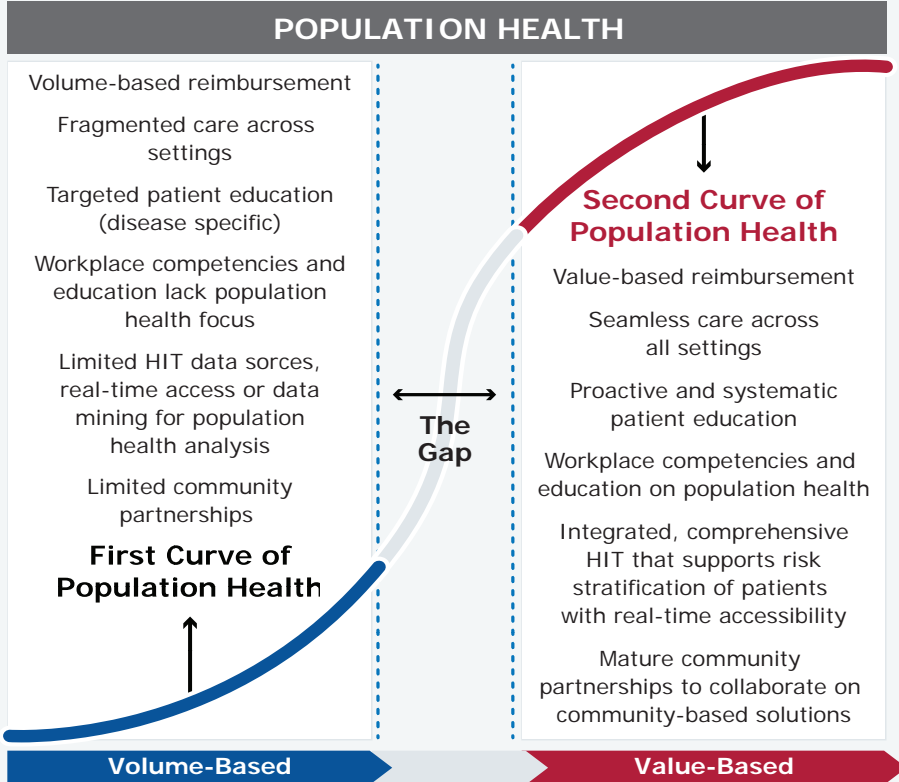 POPULATION HEALTH
Volume-based reimbursement
Fragmented care across
settings
Targeted patient education
(disease specific)
Workplace competencies and
education lack population
health focus
Limited HIT data sorces,
real-time access or data
mining for population
health analysis
Limited community
partnerships
First Curve of
Population Health
The
Gap
Second Curve of
Population Health
Value-based reimbursement
Seamless care across
all settings
Proactive and systematic
patient education
Workplace competencies and
education on population health
Integrated, comprehensive
HIT that supports risk
stratification of patients
with real-time accessibility
Mature community
partnerships to collaborate on
community-based solutions
Volume-Based
Value-Based